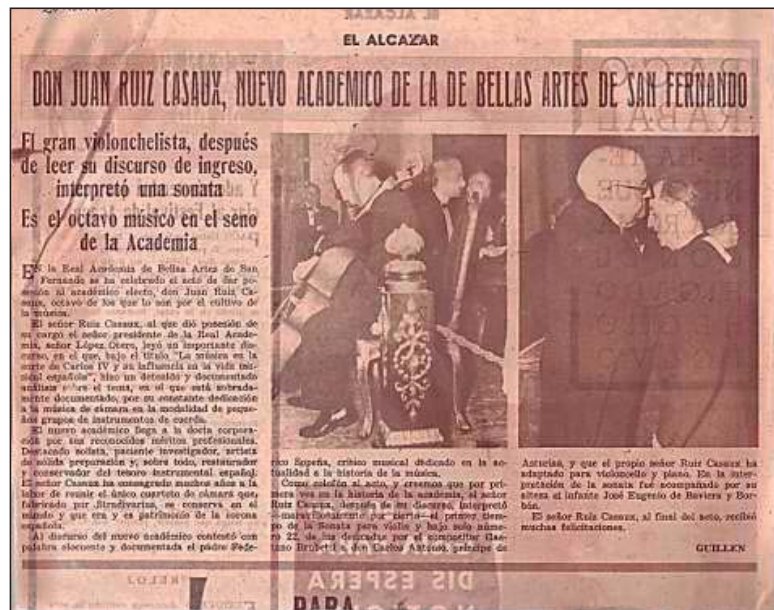 EL ALCAZAR
DON JUAN RUIZ CASAUX, NUEVO ACADEMICO DE LA DE BELLAS ARTES DE SAN FERNANDO
El gran violonchelista, después
de leer su discurso de ingreso,
interpretó una sonata
Es el octavo músico en el seno
de la Academia
EN la Real Academia de Bellas Artes de San
Fernando se ha celebrado el acto de dar po-
sesión al académico electo, don Juan Ruiz Ca-
saux, octavo de los que lo son por el cultivo de
la música.
El señor Ruiz Casaux, al que dió posesión de
su cargo el señor presidente de la Real Acade-
mia, señor López Otero, leyó un importante dis-
curso, en el que, bajo el título "La música en la
corte de Carlos IV y su influencia en la vida mu-
sical española", hizo un detenido y documentado
análisis sobre el tema, en el que está sobrada-
mente documentado, por su constante dedicación
a la música de cámara en la modalidad de peque-
ños grupos de instrumentos de cuerda.
El nuevo académico llega a la docta corpora-
ción por sus reconocidos méritos profesionales.
Destacado solista, paciente investigador, artista
de sólida preparación y, sobre todo, restaurador
y conservador del tesoro instrumental español.
El señor Casaux ha consagrado muchos años a la
labor de reunir el único cuarteto de cámara que,
fabricado por Stradivarius, se conserva en el
mundo y que era y es patrimonio de la corona
española.
Al discurso del nuevo académico contestó con
palabra elocuente y documentada el padre Fede-
rico Sopeña, crítico musical dedicado en la ac-
tualidad a la historia de la música.
Como colofón al acto, y creemos que por pri-
mera vez en la historia de la academia, el señor
Ruiz Casaux, después de su discurso, interpretó
—maravillosamente por cierto— el primer tiem-
po de la Sonata para violín y bajo solo núme-
ro 22, de las dedicadas por el compositor Gae-
tano Brunetti a don Carlos Antonio, príncipe de
Asturias, y que el propio señor Ruiz Casaux ha
adaptado para violoncello y piano. En la inter-
pretación de la sonata fué acompañado por su
alteza el infante José Eugenio de Baviera y Bor-
bón.
El señor Ruiz Casaux, al final del acto, recibió
muchas felicitaciones.
GUILLEN
PARA